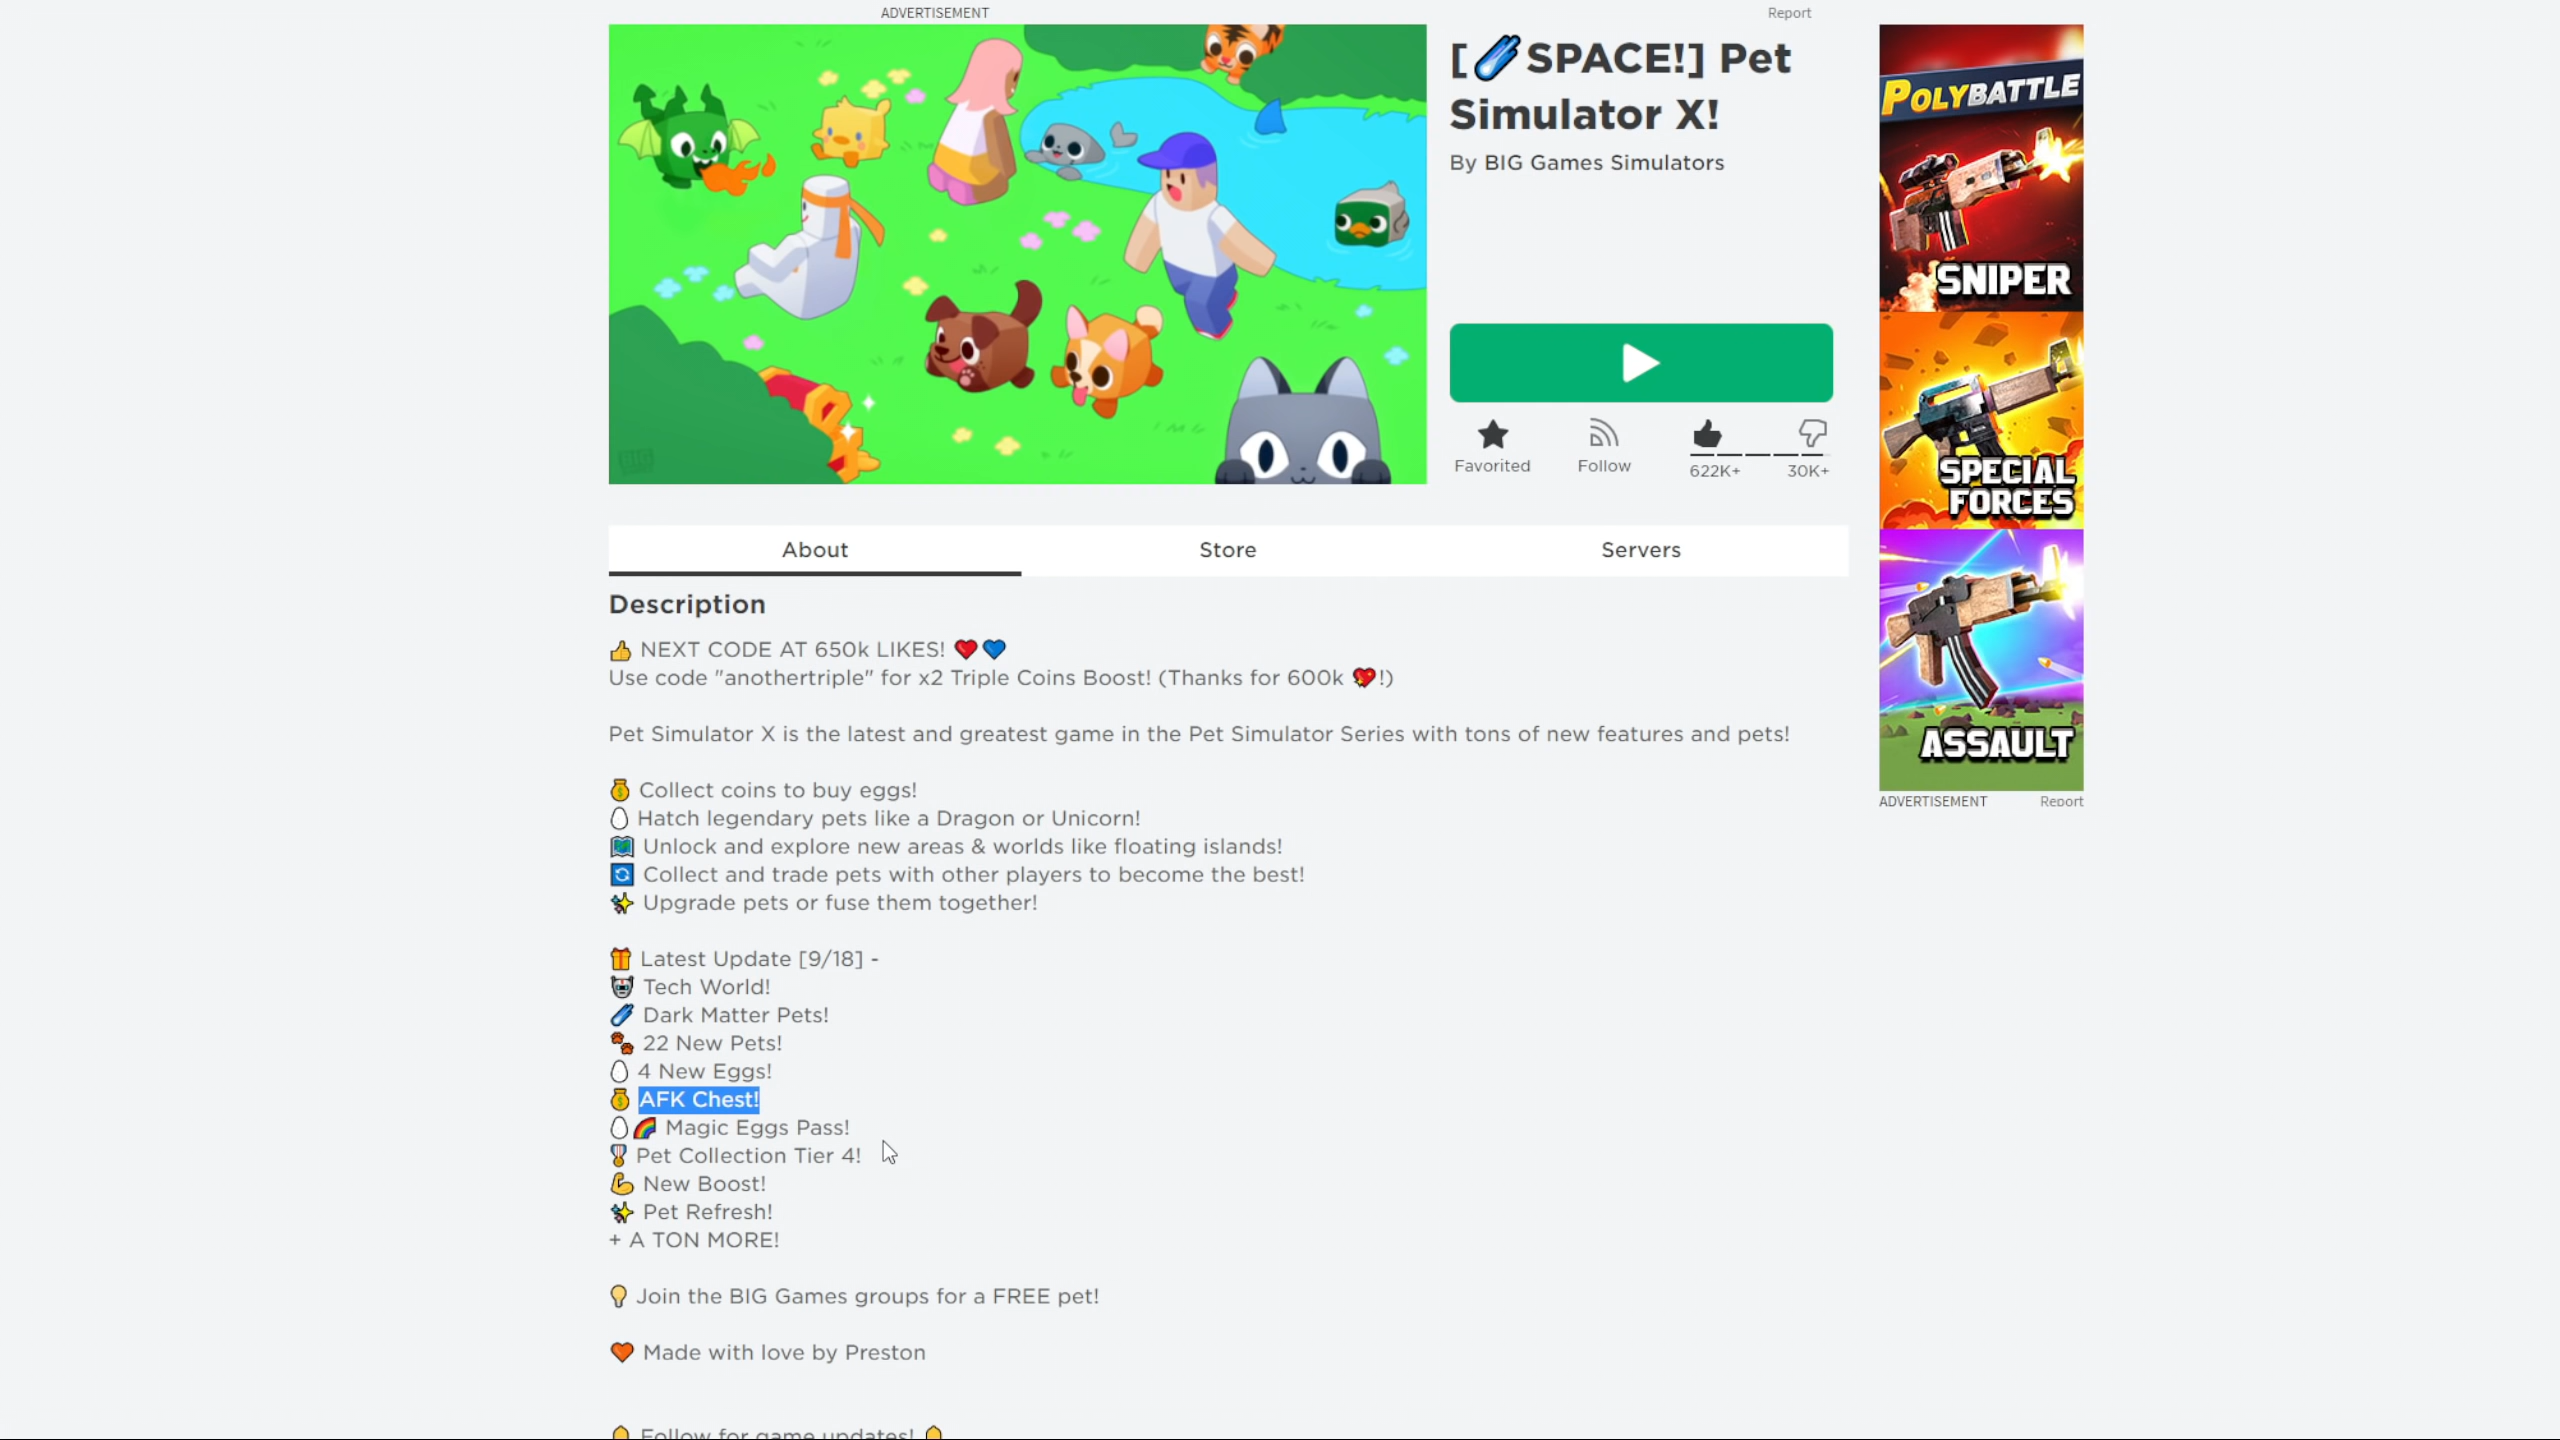 ADVERTISEMENT
Report
[☄️SPACE!] Pet
Simulator X!
By BIG Games Simulators
Favorited
Follow
622K+
30K+
POLYBATTLE
SNIPER
SPECIAL
FORCES
ASSAULT
ADVERTISEMENT
Report
About
Store
Servers
Description
👍 NEXT CODE AT 650k LIKES! ❤️💙
Use code "anothertriple" for x2 Triple Coins Boost! (Thanks for 600k 💖!)
Pet Simulator X is the latest and greatest game in the Pet Simulator Series with tons of new features and pets!
💰 Collect coins to buy eggs!
🥚 Hatch legendary pets like a Dragon or Unicorn!
🗺️ Unlock and explore new areas & worlds like floating islands!
🔄 Collect and trade pets with other players to become the best!
✨ Upgrade pets or fuse them together!
🎁 Latest Update [9/18] -
🤖 Tech World!
☄️ Dark Matter Pets!
🐾 22 New Pets!
🥚 4 New Eggs!
💰 AFK Chest!
🥚🌈 Magic Eggs Pass!
🎖️ Pet Collection Tier 4!
💪 New Boost!
✨ Pet Refresh!
+ A TON MORE!
💡 Join the BIG Games groups for a FREE pet!
🧡 Made with love by Preston
🔔 Follow for game updates! 🔔